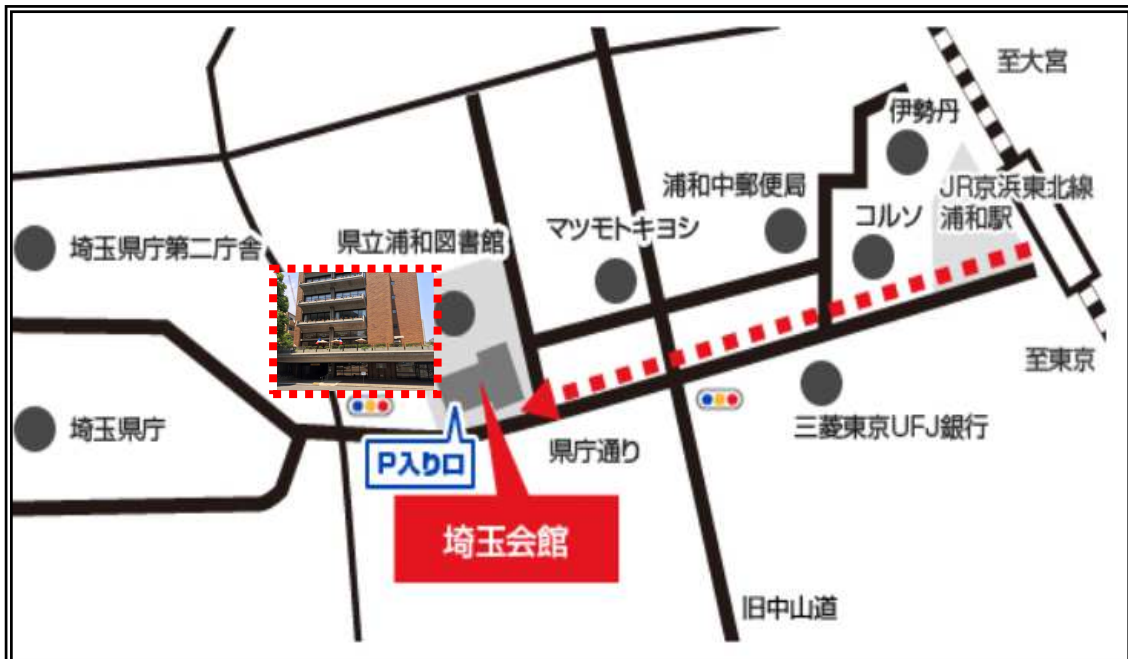 至大宮
伊勢丹
JR京浜東北線
浦和駅
浦和中郵便局
コルソ
マツモトキヨシ
県立浦和図書館
埼玉県庁第二庁舎
至東京
三菱東京UFJ銀行
埼玉県庁
県庁通り
P入り口
埼玉会館
旧中山道